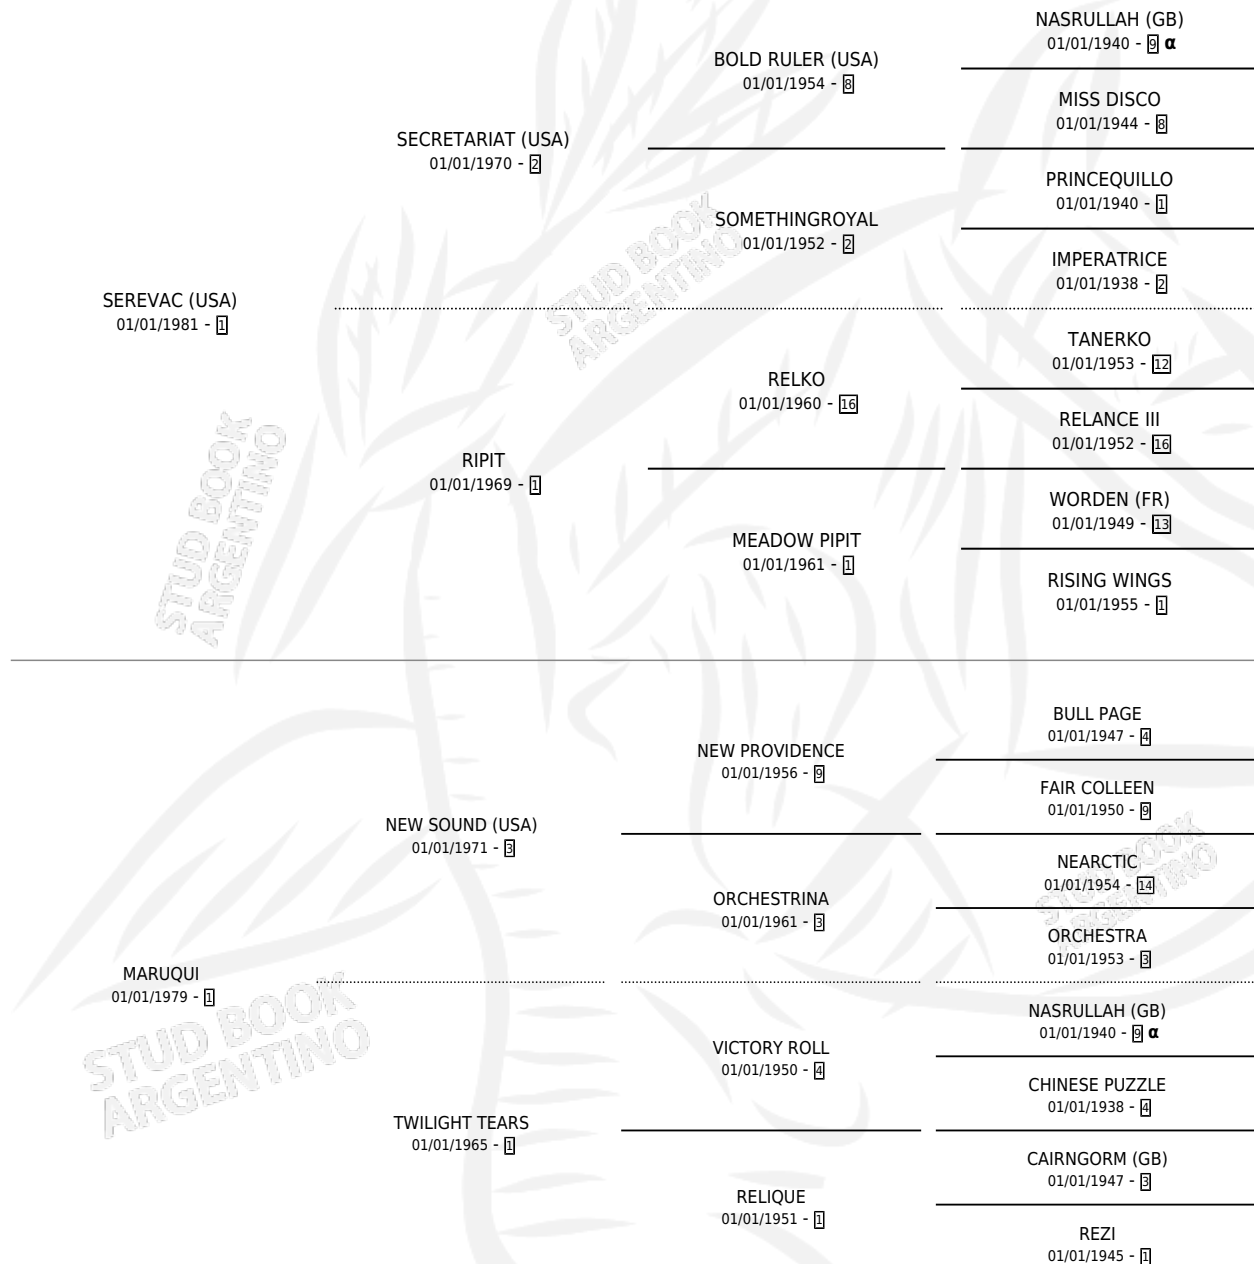 NASRULLAH (GB)
01/01/1940 - 9 α
BOLD RULER (USA)
01/01/1954 - 8
MISS DISCO
01/01/1944 - 8
SECRETARIAT (USA)
01/01/1970 - 2
PRINCEQUILLO
01/01/1940 - 1
SOMETHINGROYAL
01/01/1952 - 2
IMPERATRICE
01/01/1938 - 2
STUD BOOK
ARGENTINO
SEREVAC (USA)
01/01/1981 - 1
TANERKO
01/01/1953 - 12
RELKO
01/01/1960 - 16
RELANCE III
01/01/1952 - 16
RIPIT
01/01/1969 - 1
WORDEN (FR)
01/01/1949 - 13
MEADOW PIPIT
01/01/1961 - 1
RISING WINGS
01/01/1955 - 1
STUD BOOK
ARGENTINO
BULL PAGE
01/01/1947 - 4
NEW PROVIDENCE
01/01/1956 - 9
FAIR COLLEEN
01/01/1950 - 9
NEW SOUND (USA)
01/01/1971 - 3
NEARCTIC
01/01/1954 - 14
ORCHESTRINA
01/01/1961 - 3
ORCHESTRA
01/01/1953 - 3
STUD BOOK
ARGENTINO
MARUQUI
01/01/1979 - 1
NASRULLAH (GB)
01/01/1940 - 9 α
VICTORY ROLL
01/01/1950 - 4
CHINESE PUZZLE
01/01/1938 - 4
TWILIGHT TEARS
01/01/1965 - 1
CAIRNGORM (GB)
01/01/1947 - 3
RELIQUE
01/01/1951 - 1
REZI
01/01/1945 - 1
STUD BOOK
ARGENTINO